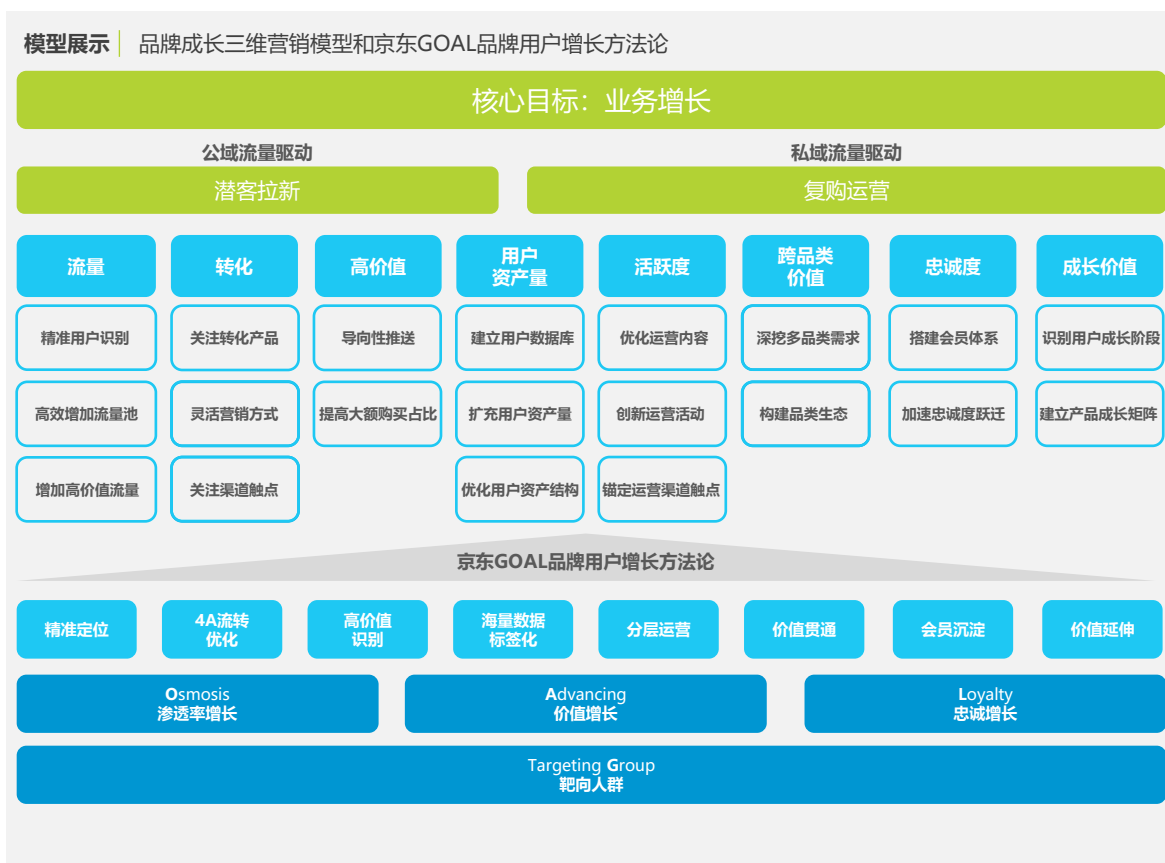 模型展示 品牌成长三维营销模型和京东GOAL品牌用户增长方法论
核心目标：业务增长
公域流量驱动 私域流量驱动
潜客拉新 复购运营
流量 转化 高价值 用户 活跃度 跨品类 忠诚度 成长价值
资产量 价值
精准用户识别 关注转化产品 导向性推送 建立用户数据库 优化运营内容 深挖多品类需求 搭建会员体系 识别用户成长阶段
高效增加流量池 灵活营销方式 提高大额购买占比 扩充用户资产量 创新运营活动 构建品类生态 加速忠诚度跃迁 建立产品成长矩阵
增加高价值流量 关注渠道触点 优化用户资产结构 锚定运营渠道触点
京东GOAL品牌用户增长方法论
精准定位 4A流转 高价值 海量数据 分层运营 价值贯通 会员沉淀 价值延伸
优化 识别 标签化
Osmosis Advancing Loyalty
渗透率增长 价值增长 忠诚增长
Targeting Group
靶向人群